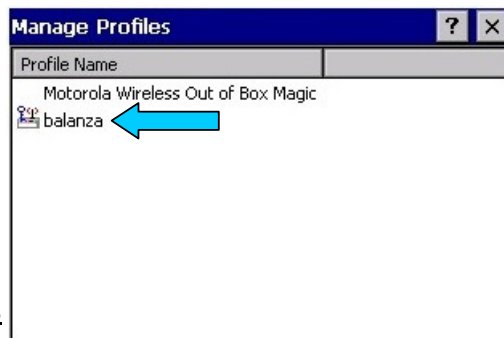 Manage Profiles ? ×
Profile Name
Motorola Wireless Out of Box Magic
balanza